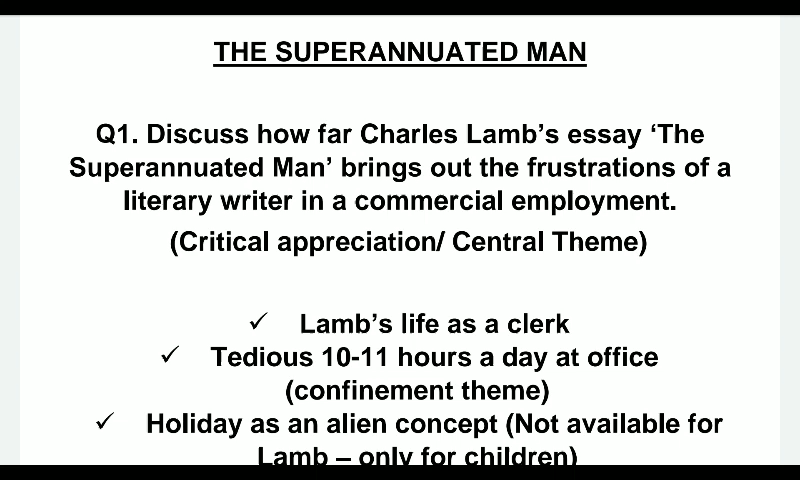 THE SUPERANNUATED MAN
Q1. Discuss how far Charles Lamb's essay 'The
Superannuated Man' brings out the frustrations of a
literary writer in a commercial employment.
(Critical appreciation/ Central Theme)
✓ Lamb's life as a clerk
✓ Tedious 10-11 hours a day at office
(confinement theme)
✓ Holiday as an alien concept (Not available for
Lamb – only for children)